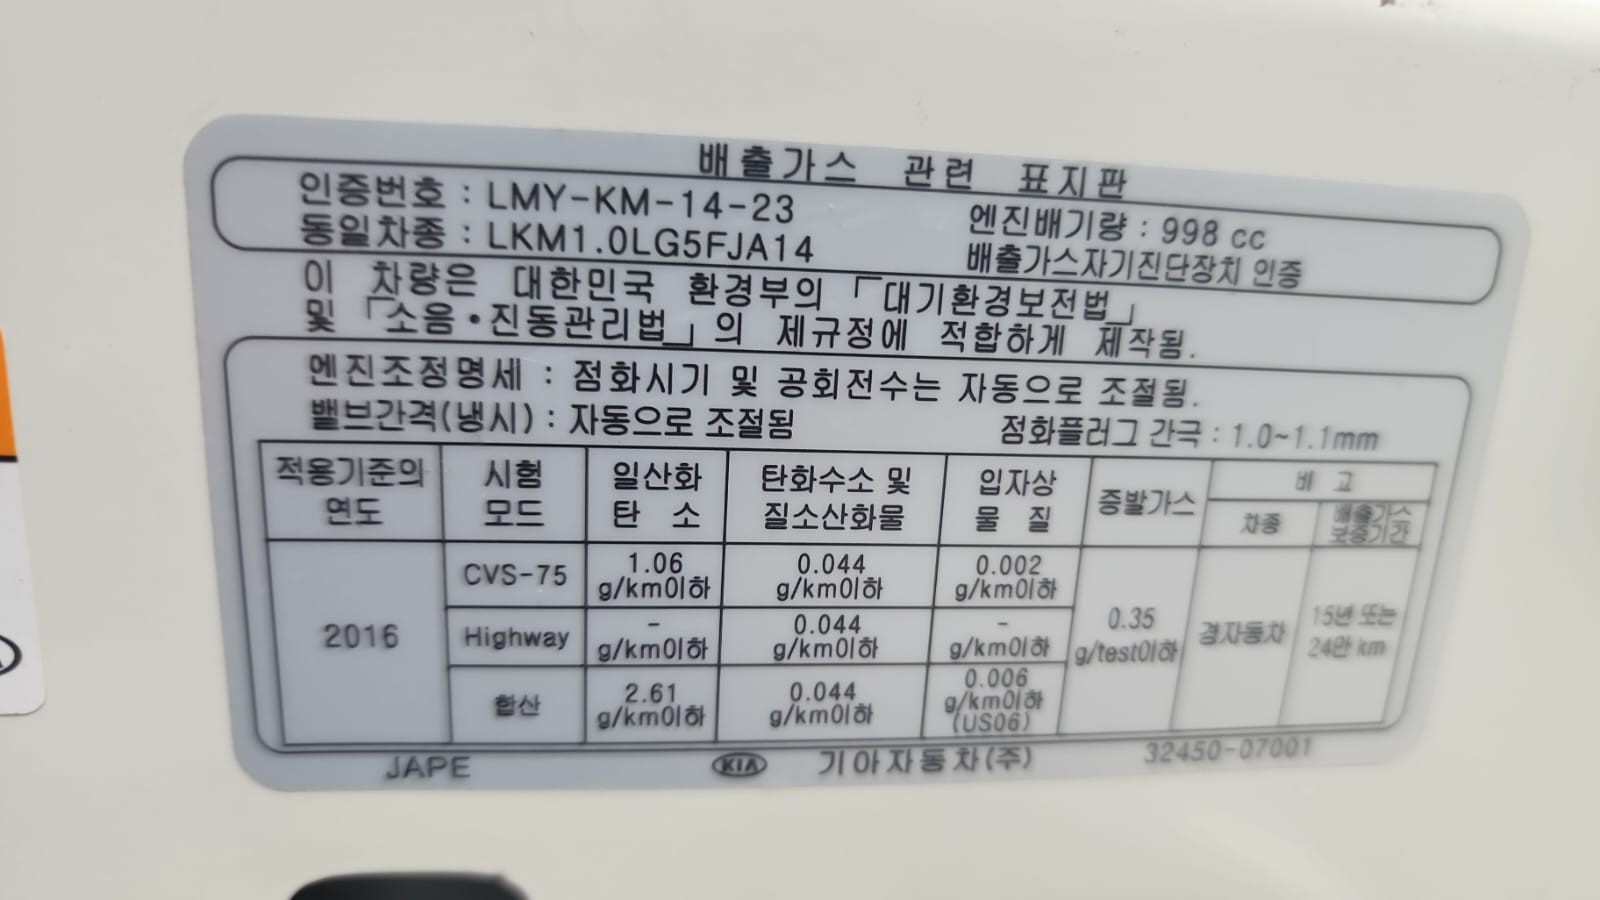 배출가스 관련 표지판
인증번호 : LMY-KM-14-23 엔진배기량 : 998 cc
동일차종 : LKM1.0LG5FJA14 배출가스자기진단장치 인증
이 차량은 대한민국 환경부의 「대기환경보전법」
및 「소음·진동관리법」의 제규정에 적합하게 제작됨.
엔진조정명세 : 점화시기 및 공회전수는 자동으로 조절됨.
밸브간격(냉시) : 자동으로 조절됨 점화플러그 간극 : 1.0~1.1mm
적용기준의 연도 시험 모드 일산화 탄소 탄화수소 및 질소산화물 입자상 물질 증발가스 비고
차종 배출가스 보증기간
2016 CVS-75 1.06 g/km이하 0.044 g/km이하 0.002 g/km이하 0.35 g/test이하 경자동차 15년 또는 24만 km
Highway - g/km이하 0.044 g/km이하 - g/km이하
합산 2.61 g/km이하 0.044 g/km이하 0.006 g/km이하 (US06)
JAPE KIA 기아자동차(주) 32450-07001